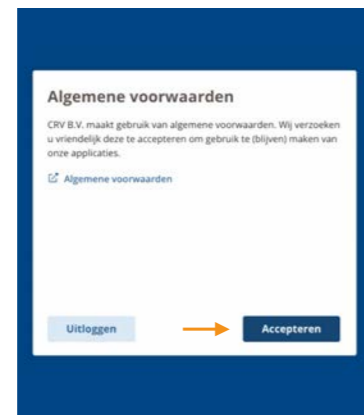 Algemene voorwaarden
CRV B.V. maakt gebruik van algemene voorwaarden. Wij verzoeken
u vriendelijk deze te accepteren om gebruik te (blijven) maken van
onze applicaties.
Algemene voorwaarden
Uitloggen
Accepteren